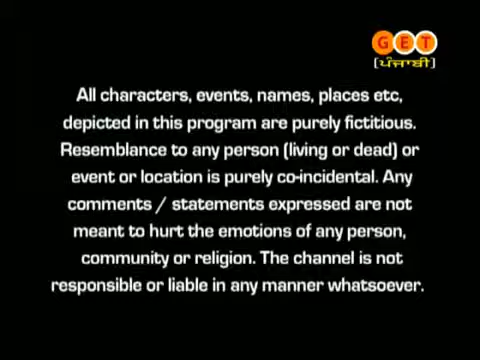 GET
[ਪੰਜਾਬੀ]
All characters, events, names, places etc,
depicted in this program are purely fictitious.
Resemblance to any person (living or dead) or
event or location is purely co-incidental. Any
comments / statements expressed are not
meant to hurt the emotions of any person,
community or religion. The channel is not
responsible or liable in any manner whatsoever.